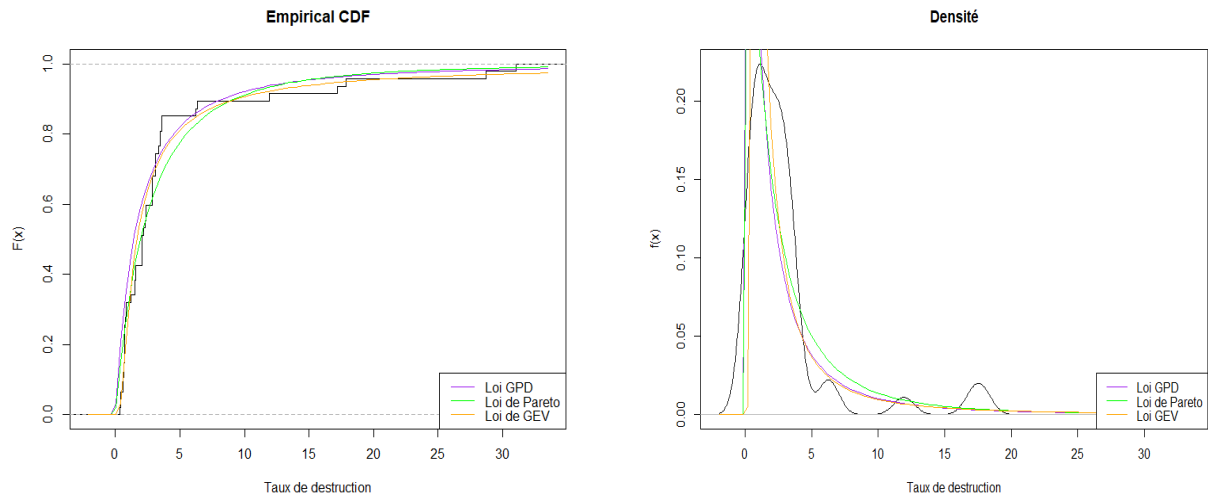 Empirical CDF
F(x)
1.0
0.8
0.6
0.4
0.2
0.0
0 5 10 15 20 25 30
Taux de destruction
Loi GPD
Loi de Pareto
Loi de GEV
Densité
f(x)
0.20
0.15
0.10
0.05
0.00
0 5 10 15 20 25 30
Taux de destruction
Loi GPD
Loi de Pareto
Loi de GEV